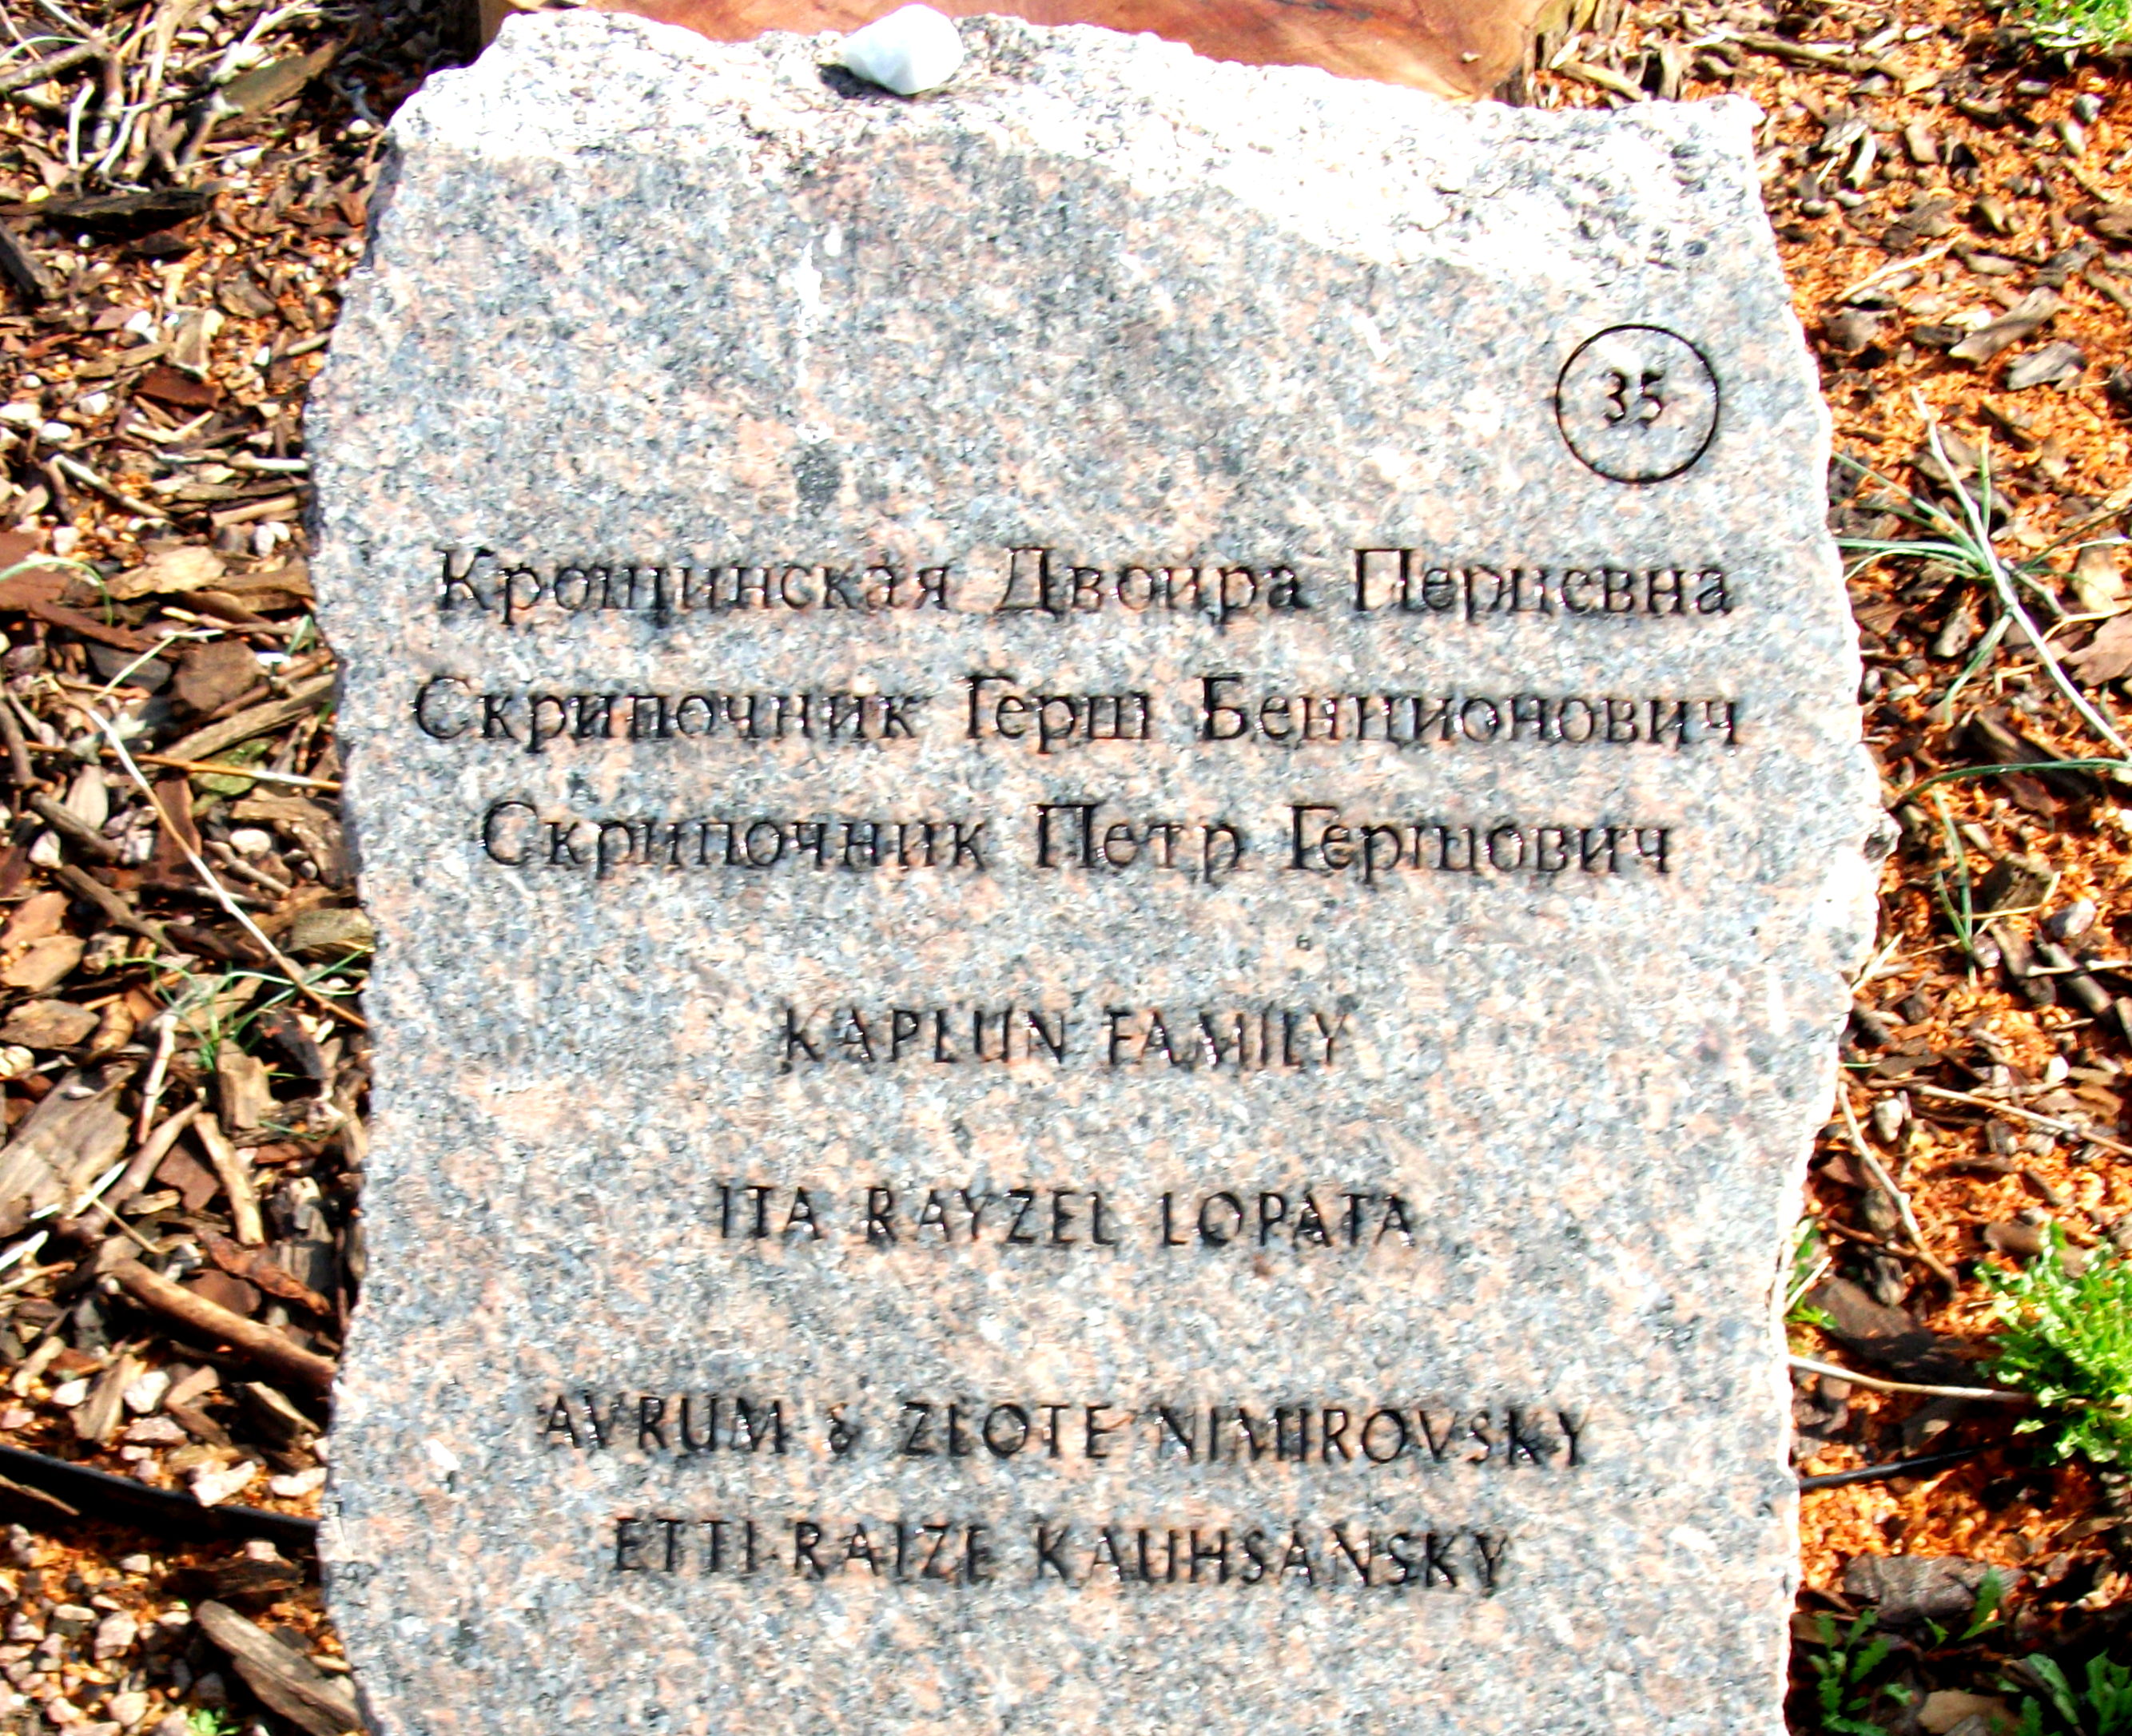 35
Крощинская Двойра Перцевна
Скрипочник Герш Бенционович
Скрипочник Петр Гершович
KAPLUN FAMILY
ITA RAYZEL LOPATA
AVRUM & ZLOTE NIMIROVSKY
ETTI-RAIZE KAUHSANSKY